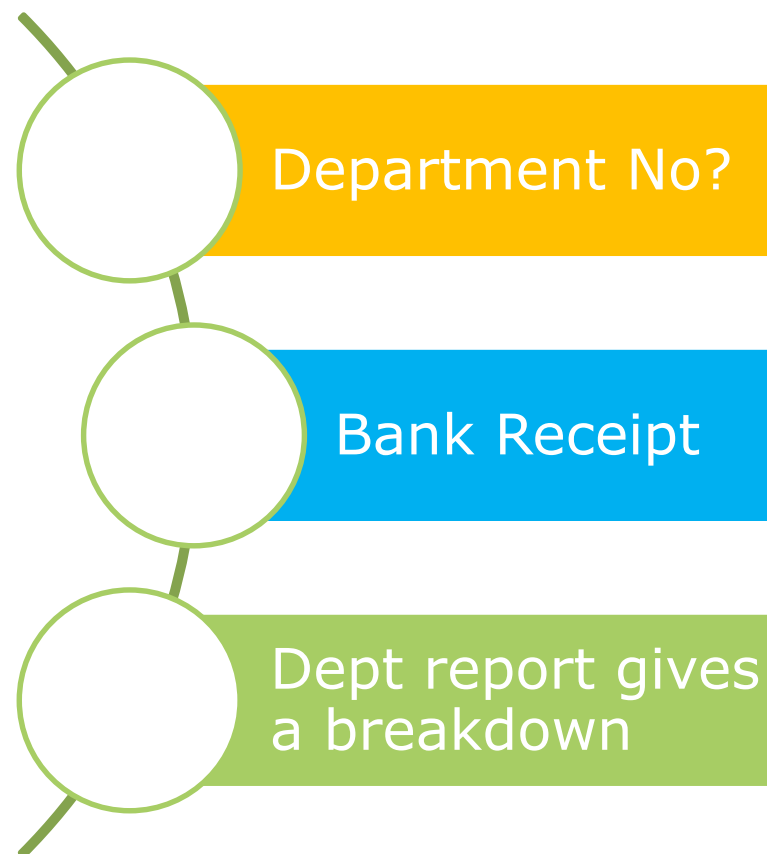 Department No?
Bank Receipt
Dept report gives
a breakdown